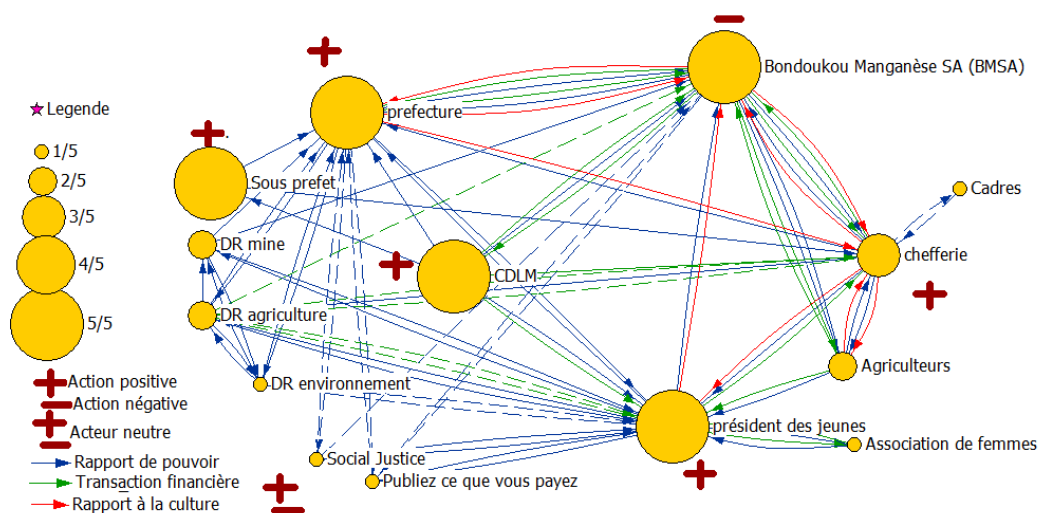 Bondoukou Manganèse SA (BMSA)
prefecture
Legende
1/5
2/5
3/5
4/5
5/5
Sous prefet
Cadres
DR mine
CDLM
chefferie
DR agriculture
Agriculteurs
DR environnement
Action positive
Action négative
Acteur neutre
président des jeunes
Association de femmes
Social Justice
Publiez ce que vous payez
Rapport de pouvoir
Transaction financière
Rapport à la culture